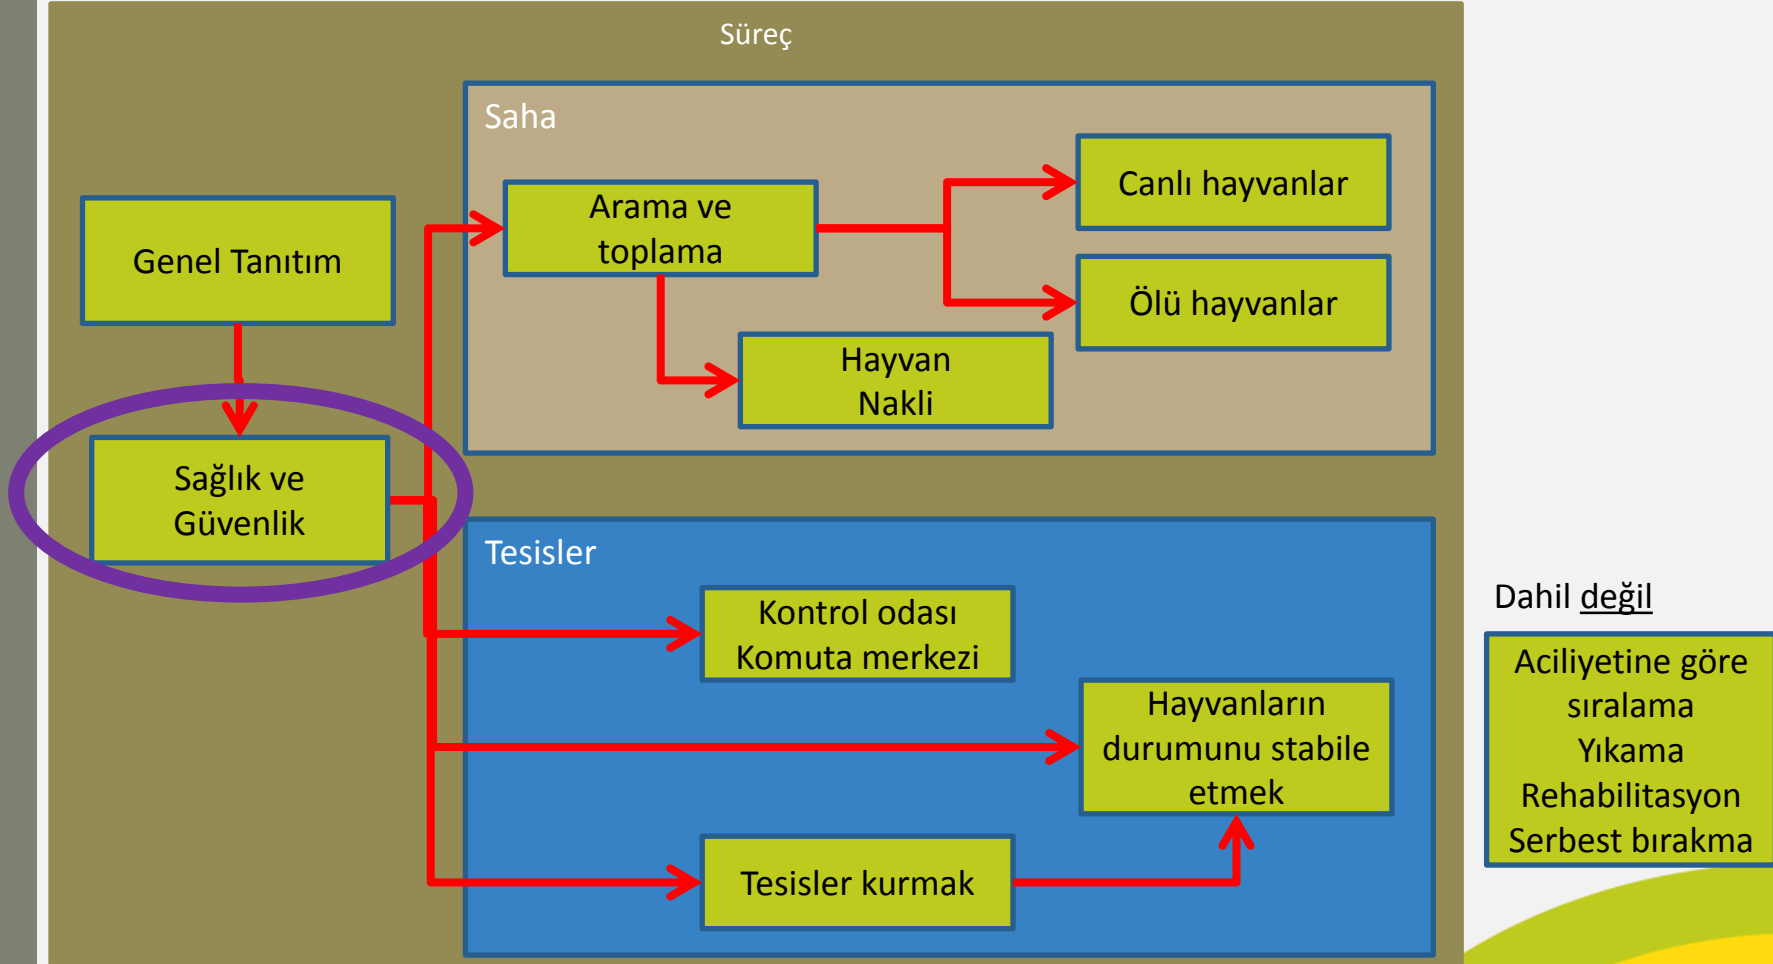 Süreç
Saha
Canlı hayvanlar
Arama ve
toplama
Genel Tanıtım
Ölü hayvanlar
Hayvan
Nakli
Sağlık ve
Güvenlik
Tesisler
Kontrol odası
Komuta merkezi
Hayvanların
durumunu stabile
etmek
Tesisler kurmak
Dahil değil
Aciliyetine göre
sıralama
Yıkama
Rehabilitasyon
Serbest bırakma